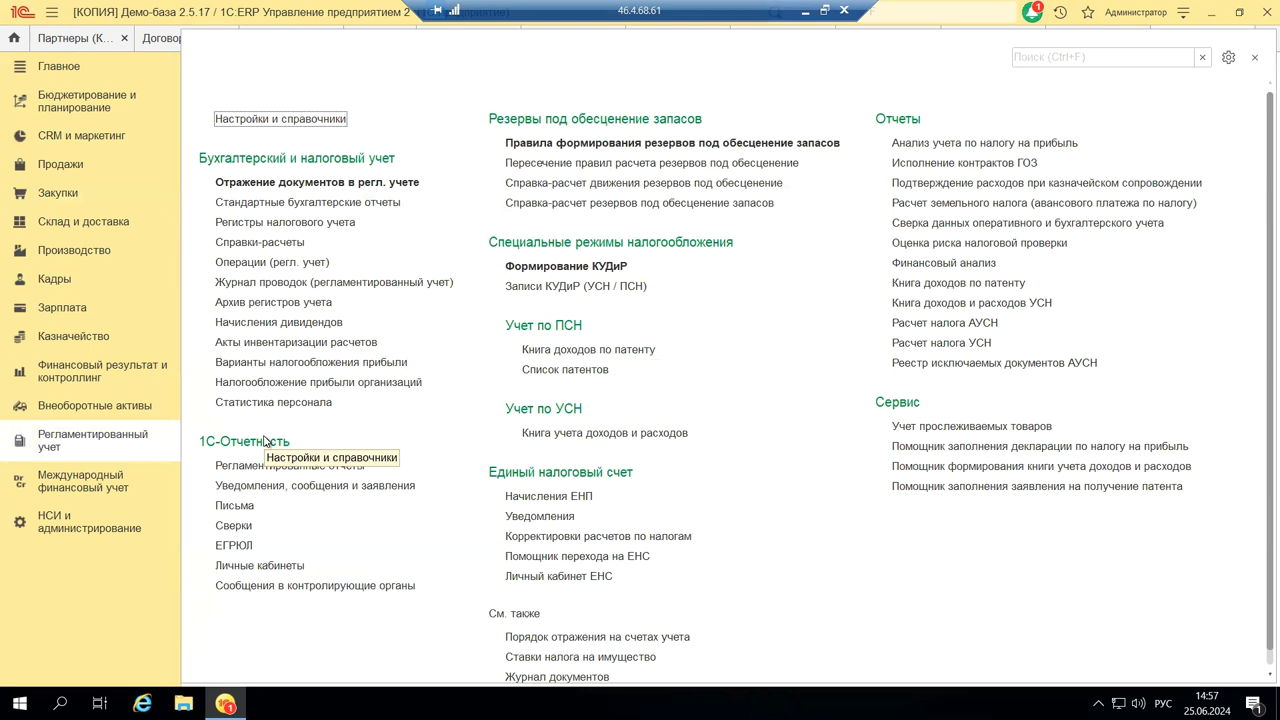 [КОПИЯ] Демо-база 2.5.17 / 1С:ERP Управление предприятием 2
46.4.68.61
Администратор
Партнеры (К...
Договор
Главное
Бюджетирование и
планирование
CRM и маркетинг
Продажи
Закупки
Склад и доставка
Производство
Кадры
Зарплата
Казначейство
Финансовый результат и
контроллинг
Внеоборотные активы
Регламентированный
учет
Международный
финансовый учет
НСИ и
администрирование
Поиск (Ctrl+F)
Настройки и справочники
Бухгалтерский и налоговый учет
Отражение документов в регл. учете
Стандартные бухгалтерские отчеты
Регистры налогового учета
Справки-расчеты
Операции (регл. учет)
Журнал проводок (регламентированный учет)
Архив регистров учета
Начисления дивидендов
Акты инвентаризации расчетов
Варианты налогообложения прибыли
Налогообложение прибыли организаций
Статистика персонала
1С-Отчетность
Настройки и справочники
Регламентированные отчеты
Уведомления, сообщения и заявления
Письма
Сверки
ЕГРЮЛ
Личные кабинеты
Сообщения в контролирующие органы
Резервы под обесценение запасов
Правила формирования резервов под обесценение запасов
Пересечение правил расчета резервов под обесценение запасов
Справка-расчет движения резервов под обесценение
Справка-расчет резервов под обесценение запасов
Специальные режимы налогообложения
Формирование КУДиР
Записи КУДиР (УСН / ПСН)
Учет по ПСН
Книга доходов по патенту
Список патентов
Учет по УСН
Книга учета доходов и расходов
Единый налоговый счет
Начисления ЕНП
Уведомления
Корректировки расчетов по налогам
Помощник перехода на ЕНС
Личный кабинет ЕНС
См. также
Порядок отражения на счетах учета
Ставки налога на имущество
Журнал документов
Отчеты
Анализ учета по налогу на прибыль
Исполнение контрактов ГОЗ
Подтверждение расходов при казначейском сопровождении
Расчет земельного налога (авансового платежа по налогу)
Сверка данных оперативного и бухгалтерского учета
Оценка риска налоговой проверки
Финансовый анализ
Книга доходов по патенту
Книга доходов и расходов УСН
Расчет налога АУСН
Расчет налога УСН
Реестр исключаемых документов АУСН
Сервис
Учет прослеживаемых товаров
Помощник заполнения декларации по налогу на прибыль
Помощник формирования книги учета доходов и расходов
Помощник заполнения заявления на получение патента
РУС
14:57
25.06.2024